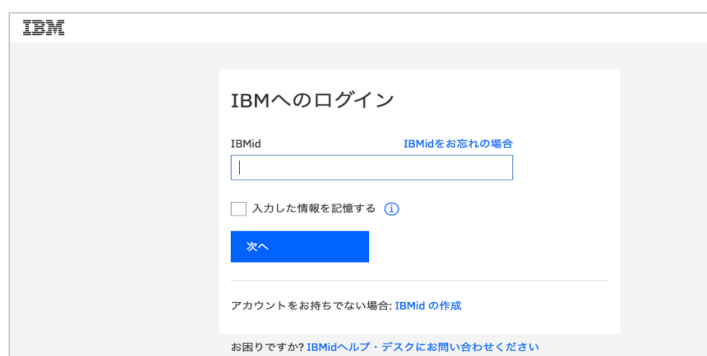 IBM
IBMへのログイン
IBMid IBMidをお忘れの場合
入力した情報を記憶する
次へ
アカウントをお持ちでない場合: IBMid の作成
お困りですか? IBMidヘルプ・デスクにお問い合わせください